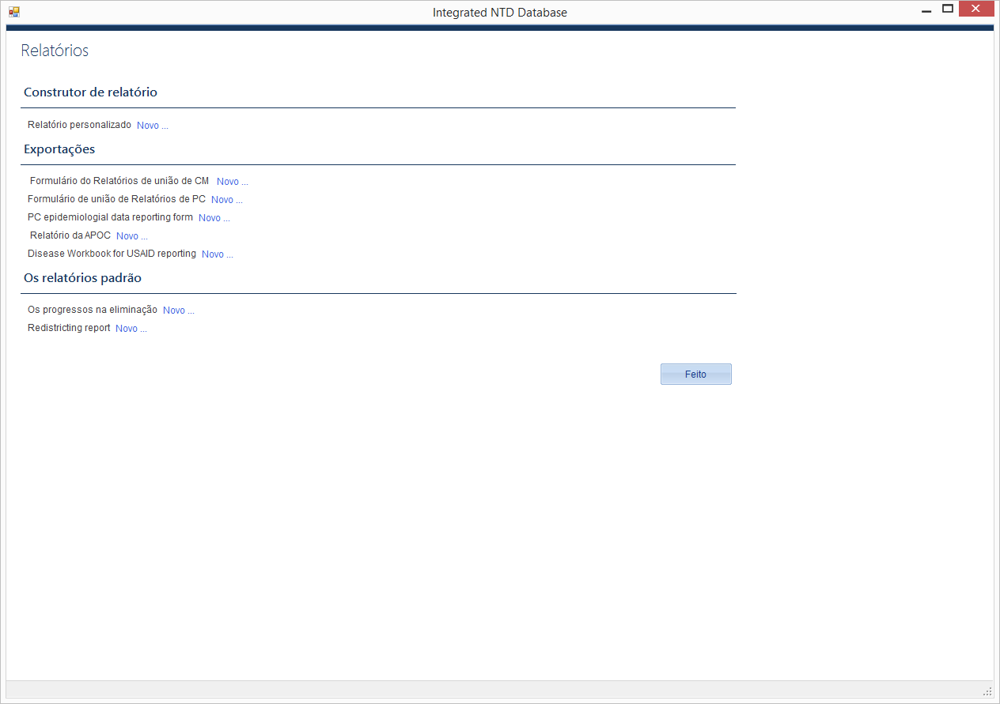 Integrated NTD Database
Relatórios
Construtor de relatório
Relatório personalizado Novo ...
Exportações
Formulário do Relatórios de união de CM Novo ...
Formulário de união de Relatórios de PC Novo ...
PC epidemiologial data reporting form Novo ...
Relatório da APOC Novo ...
Disease Workbook for USAID reporting Novo ...
Os relatórios padrão
Os progressos na eliminação Novo ...
Redistricting report Novo ...
Feito